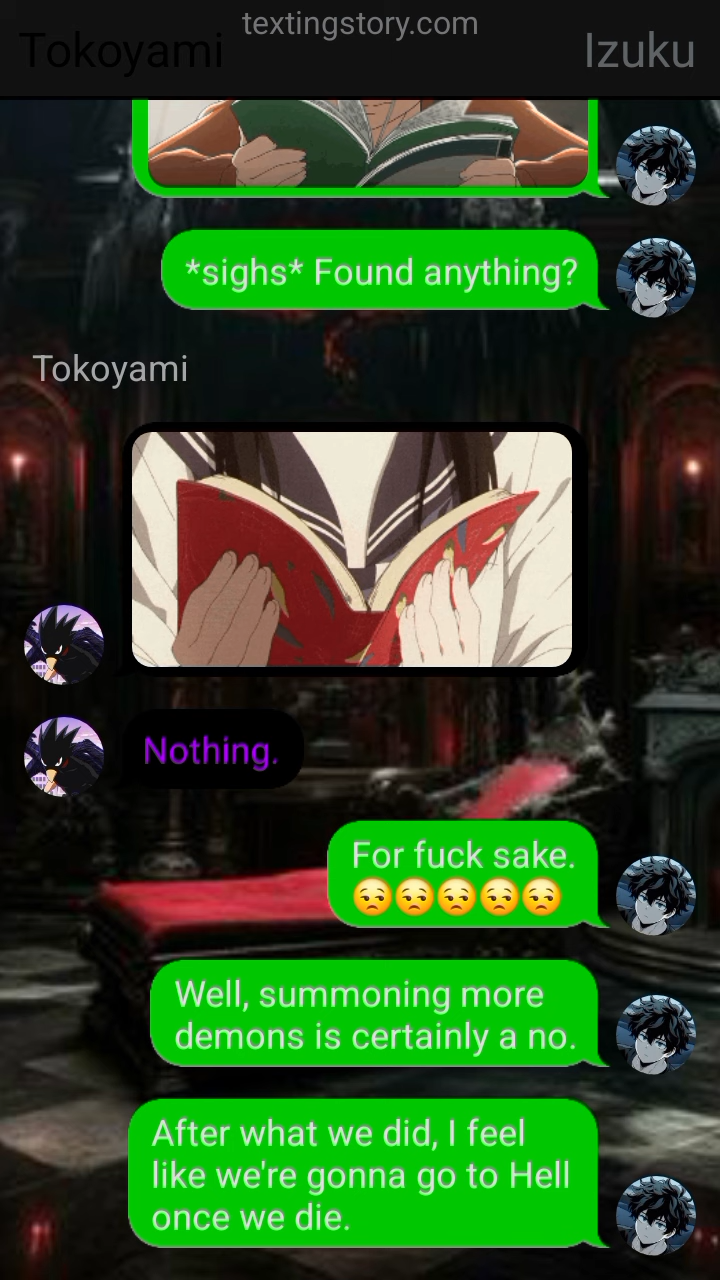 textingstory.com
Tokoyami
Izuku
*sighs* Found anything?
Tokoyami
Nothing.
For fuck sake.
😒😒😒😒😒
Well, summoning more
demons is certainly a no.
After what we did, I feel
like we're gonna go to Hell
once we die.